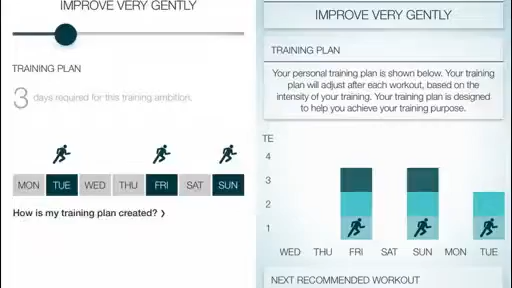 IMPROVE VERY GENTLY
TRAINING PLAN
3 days required for this training ambition.
MON TUE WED THU FRI SAT SUN
How is my training plan created? ❯
IMPROVE VERY GENTLY
TRAINING PLAN
Your personal training plan is shown below. Your training
plan will adjust after each workout, based on the
intensity of your training. Your training plan is designed
to help you achieve your training purpose.
TE
4
3
2
1
WED THU FRI SAT SUN MON TUE
NEXT RECOMMENDED WORKOUT